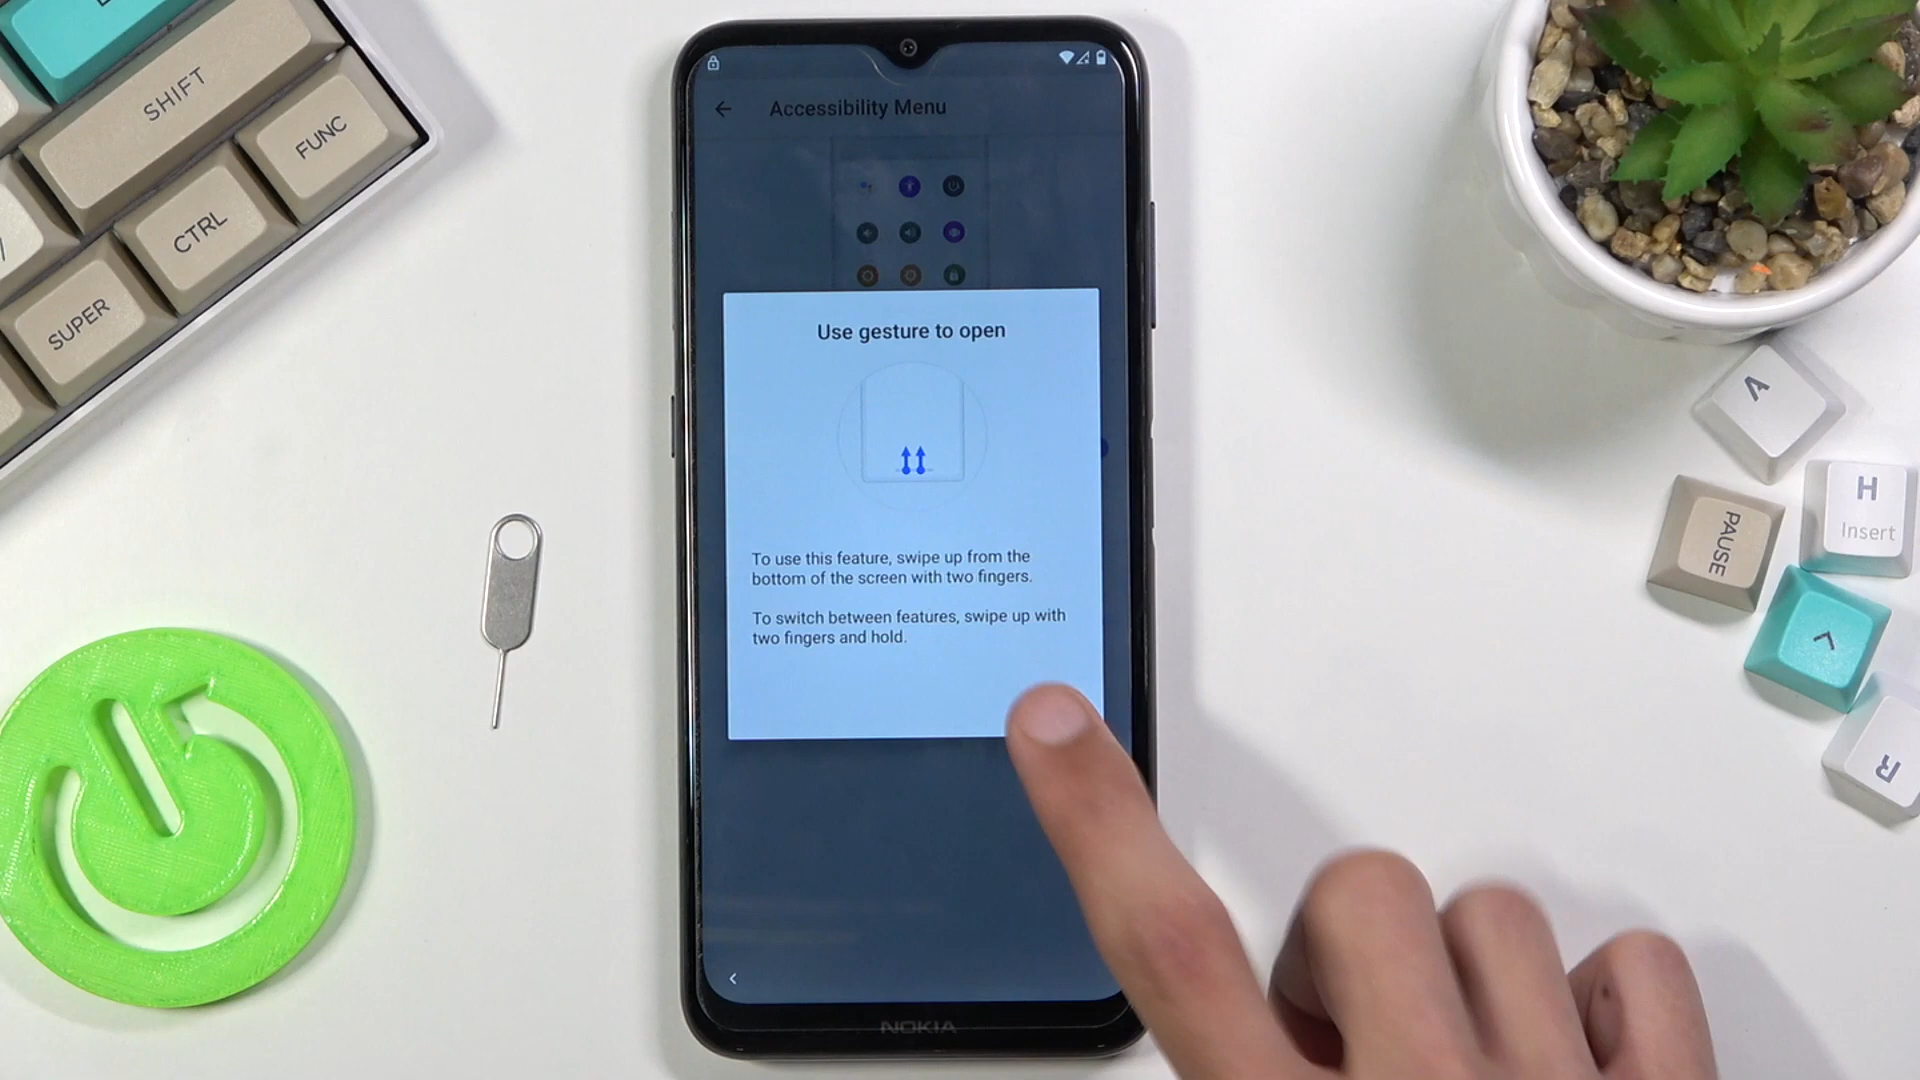 SHIFT
FUNC
CTRL
SUPER
Accessibility Menu
Use gesture to open
To use this feature, swipe up from the
bottom of the screen with two fingers.
To switch between features, swipe up with
two fingers and hold.
NOKIA
A
H
Insert
PAUSE
R